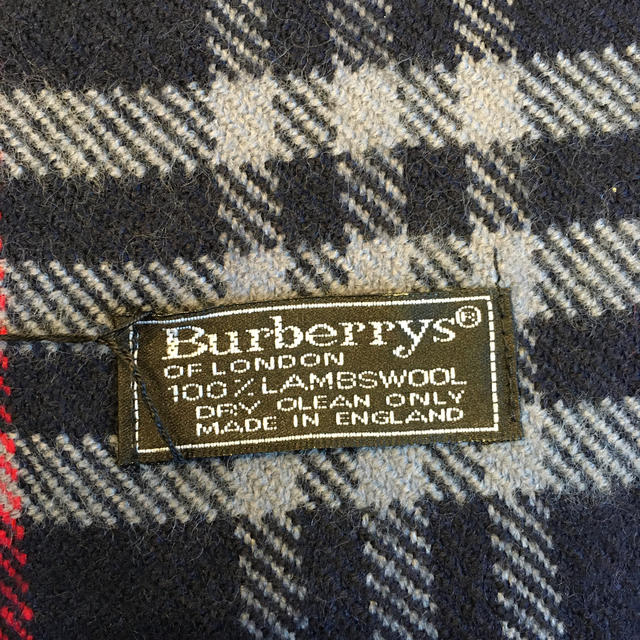 Burberrys®
OF LONDON
100% LAMBSWOOL
DRY CLEAN ONLY
MADE IN ENGLAND